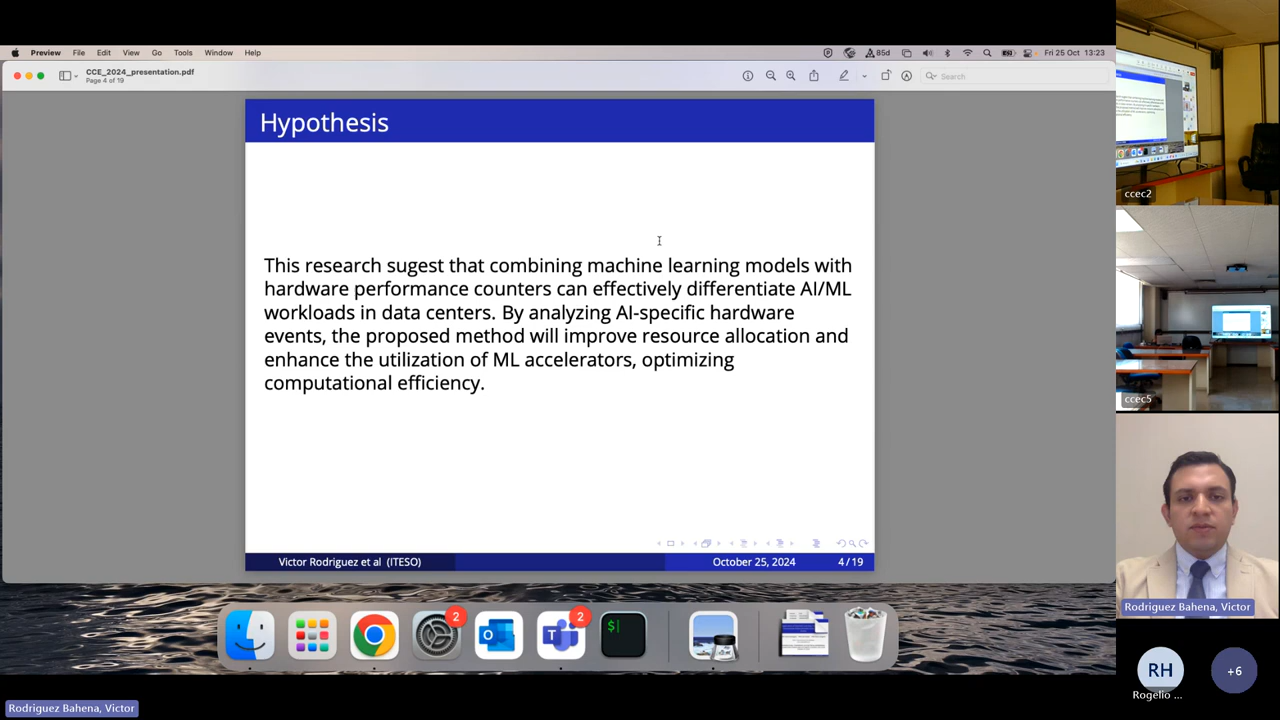 Preview File Edit View Go Tools Window Help
85d Fri 25 Oct 13:23
CCE_2024_presentation.pdf
Page 4 of 19
Search
Hypothesis
This research sugest that combining machine learning models with
hardware performance counters can effectively differentiate AI/ML
workloads in data centers. By analyzing AI-specific hardware
events, the proposed method will improve resource allocation and
enhance the utilization of ML accelerators, optimizing
computational efficiency.
Victor Rodriguez et al (ITESO) October 25, 2024 4/19
2
2
$
ccec2
ccec5
Rodriguez Bahena, Victor
RH
Rogelio ...
+6
Rodriguez Bahena, Victor